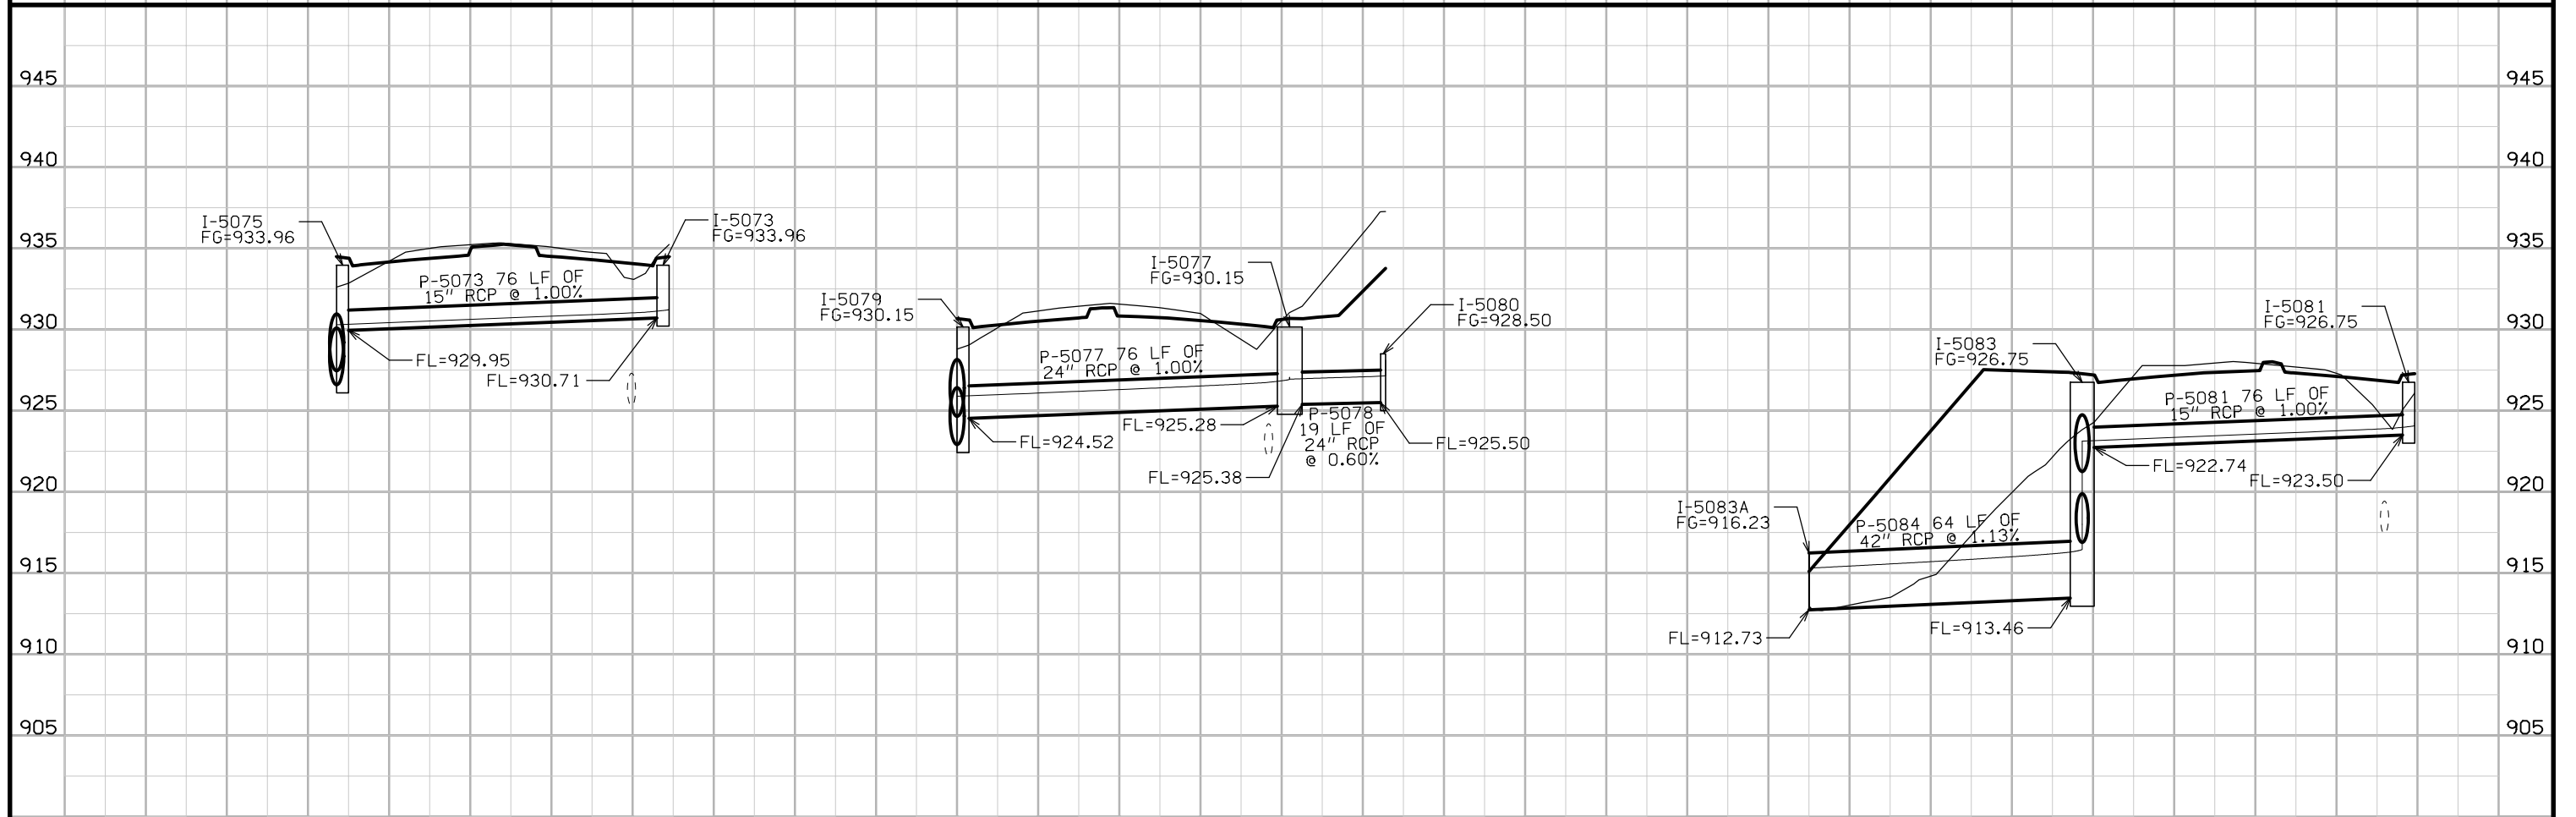 945
945
940
940
935
935
930
930
925
925
920
920
915
915
910
910
905
905
I-5075
FG=933.96
I-5073
FG=933.96
P-5073 76 LF OF
15" RCP @ 1.00%
FL=929.95
FL=930.71
I-5079
FG=930.15
I-5077
FG=930.15
I-5080
FG=928.50
P-5077 76 LF OF
24" RCP @ 1.00%
FL=924.52
FL=925.28
FL=925.38
P-5078
19 LF OF
24" RCP
@ 0.60%
FL=925.50
I-5083A
FG=916.23
I-5083
FG=926.75
I-5081
FG=926.75
P-5081 76 LF OF
15" RCP @ 1.00%
FL=922.74
FL=923.50
P-5084 64 LF OF
42" RCP @ 1.13%
FL=912.73
FL=913.46